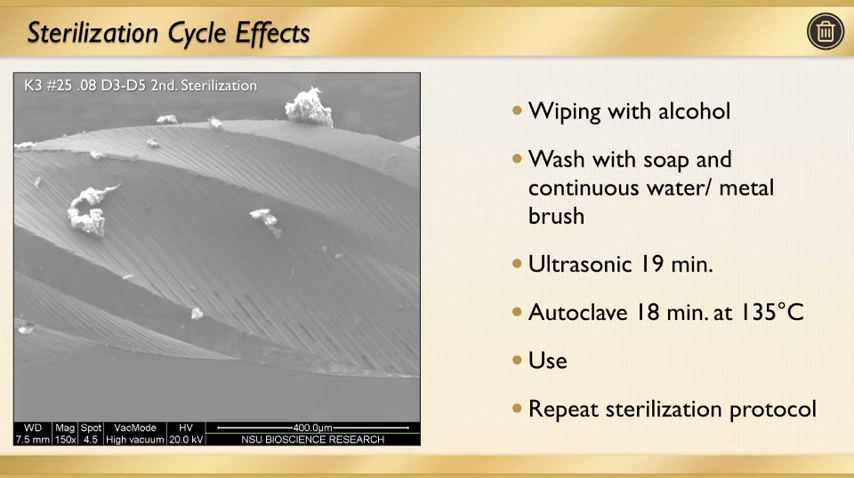 Sterilization Cycle Effects
K3 #25 .08 D3-D5 2nd. Sterilization
WD Mag Spot VacMode HV 400.0µm
7.5 mm 150x 4.5 High vacuum 20.0 kV NSU BIOSCIENCE RESEARCH
Wiping with alcohol
Wash with soap and
continuous water/ metal
brush
Ultrasonic 19 min.
Autoclave 18 min. at 135°C
Use
Repeat sterilization protocol